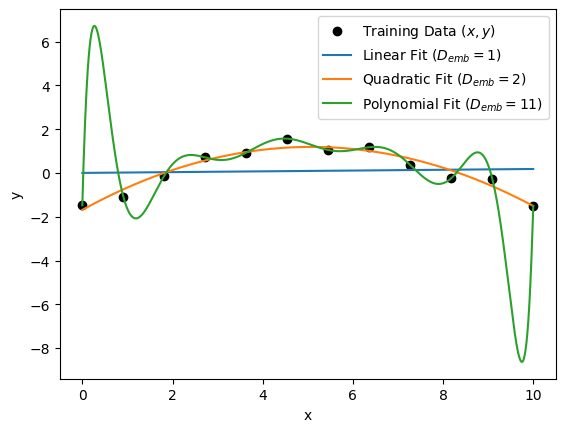 Training Data (x, y)
Linear Fit (D_emb = 1)
Quadratic Fit (D_emb = 2)
Polynomial Fit (D_emb = 11)
6
4
2
0
−2
−4
−6
−8
y
0 2 4 6 8 10
x